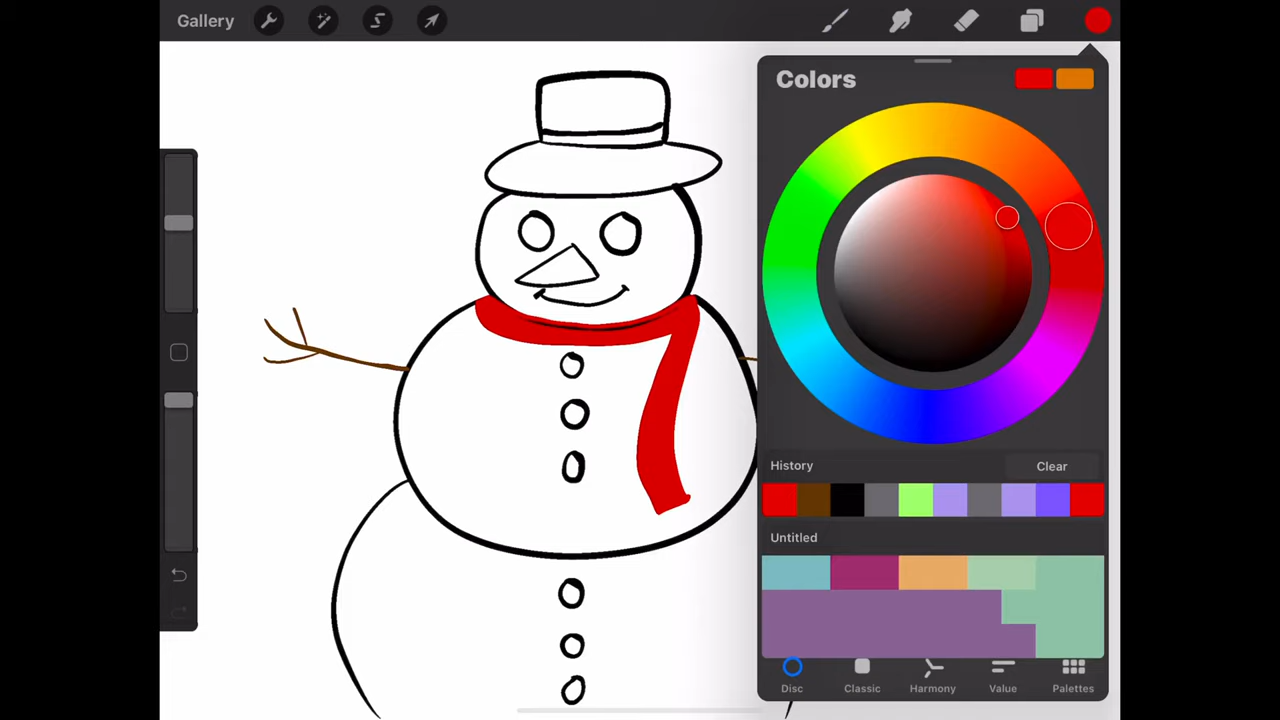 Gallery
Colors
History
Clear
Untitled
Disc
Classic
Harmony
Value
Palettes